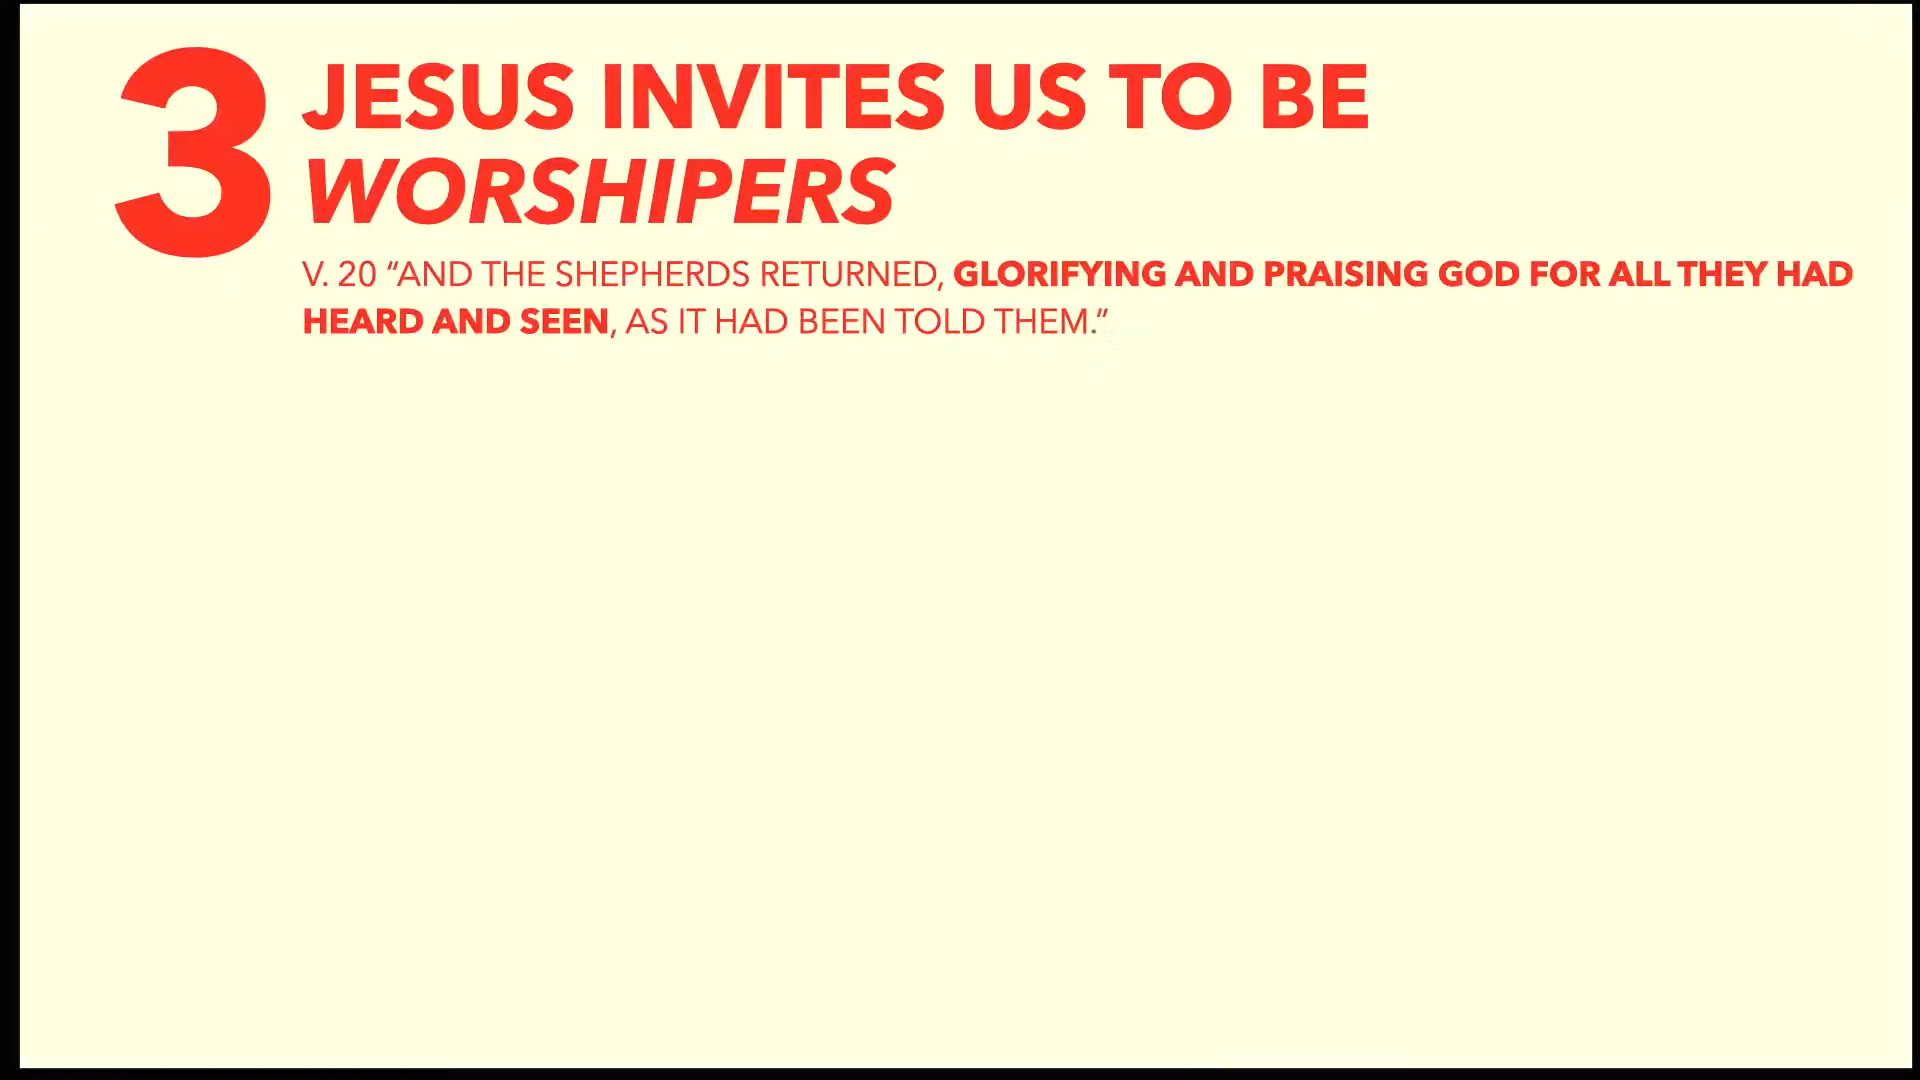 3
JESUS INVITES US TO BE
WORSHIPERS
V. 20 “AND THE SHEPHERDS RETURNED, GLORIFYING AND PRAISING GOD FOR ALL THEY HAD
HEARD AND SEEN, AS IT HAD BEEN TOLD THEM.”